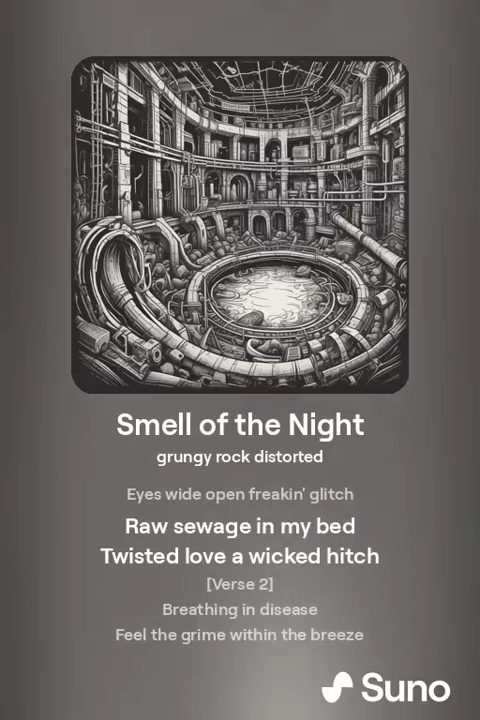 Smell of the Night
grungy rock distorted
Eyes wide open freakin' glitch
Raw sewage in my bed
Twisted love a wicked hitch
[Verse 2]
Breathing in disease
Feel the grime within the breeze
Suno